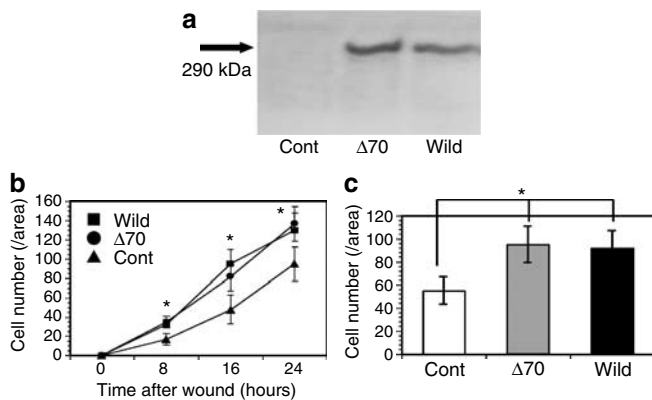 a
290 kDa
Cont Δ70 Wild
b
Cell number (/area)
160
140
120
100
80
60
40
20
0
Wild
Δ70
Cont
*
*
*
0 8 16 24
Time after wound (hours)
c
*
Cell number (/area)
120
100
80
60
40
20
0
Cont Δ70 Wild